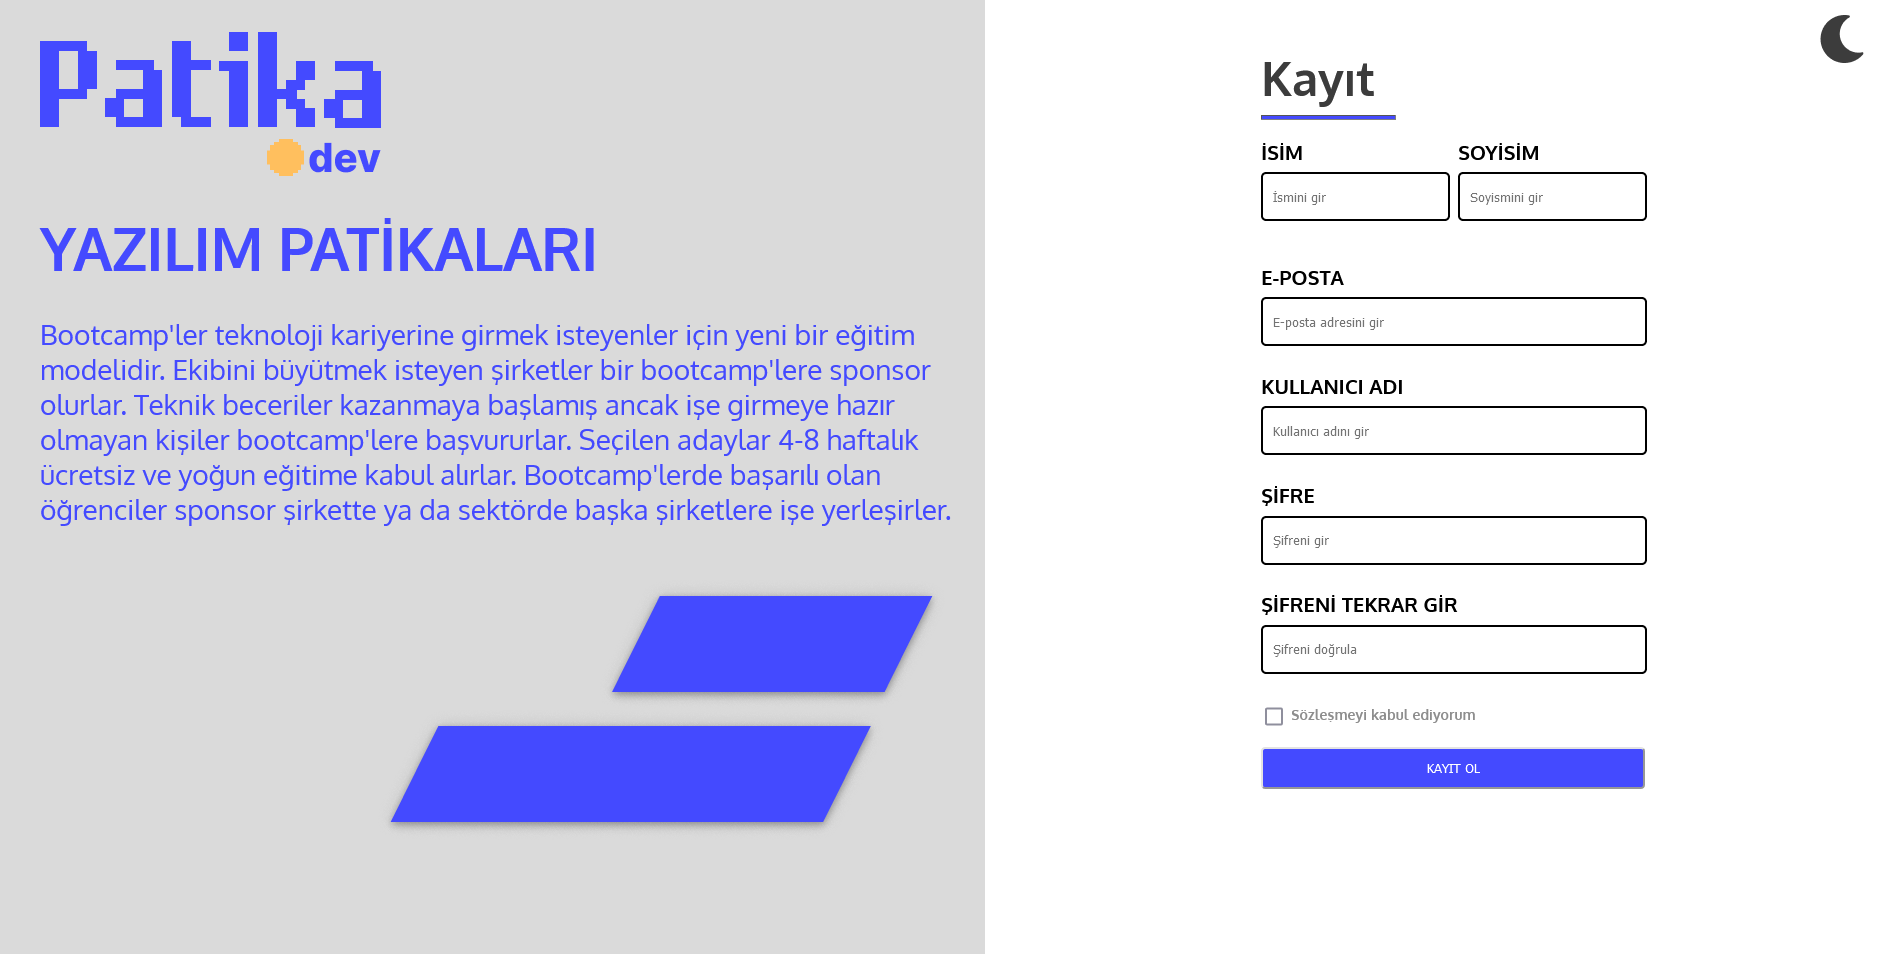 Patika
dev
YAZILIM PATİKALARI
Bootcamp'ler teknoloji kariyerine girmek isteyenler için yeni bir eğitim
modelidir. Ekibini büyütmek isteyen şirketler bir bootcamp'lere sponsor
olurlar. Teknik beceriler kazanmaya başlamış ancak işe girmeye hazır
olmayan kişiler bootcamp'lere başvururlar. Seçilen adaylar 4-8 haftalık
ücretsiz ve yoğun eğitime kabul alırlar. Bootcamp'lerde başarılı olan
öğrenciler sponsor şirkette ya da sektörde başka şirketlere işe yerleşirler.
Kayıt
İSİM SOYİSİM
İsmini gir Soyismini gir
E-POSTA
E-posta adresini gir
KULLANICI ADI
Kullanıcı adını gir
ŞİFRE
Şifreni gir
ŞİFRENİ TEKRAR GİR
Şifreni doğrula
Sözleşmeyi kabul ediyorum
KAYIT OL